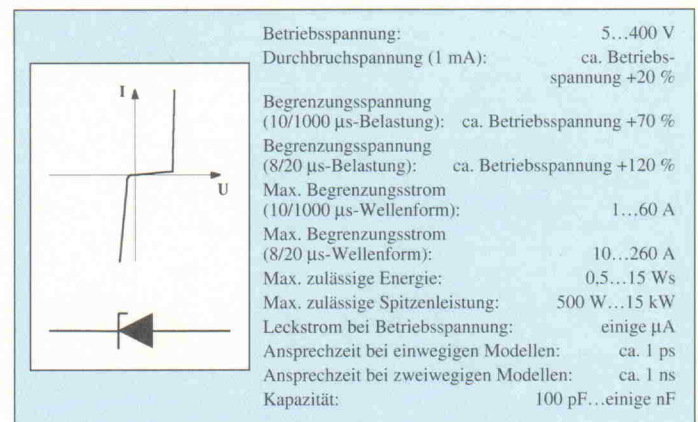 Betriebsspannung: 5…400 V
Durchbruchspannung (1 mA): ca. Betriebs-
spannung +20 %
Begrenzungsspannung
(10/1000 µs-Belastung): ca. Betriebsspannung +70 %
Begrenzungsspannung
(8/20 µs-Belastung): ca. Betriebsspannung +120 %
Max. Begrenzungsstrom
(10/1000 µs-Wellenform): 1…60 A
Max. Begrenzungsstrom
(8/20 µs-Wellenform): 10…260 A
Max. zulässige Energie: 0,5…15 Ws
Max. zulässige Spitzenleistung: 500 W…15 kW
Leckstrom bei Betriebsspannung: einige µA
Ansprechzeit bei einwegigen Modellen: ca. 1 ps
Ansprechzeit bei zweiwegigen Modellen: ca. 1 ns
Kapazität: 100 pF…einige nF
I
U